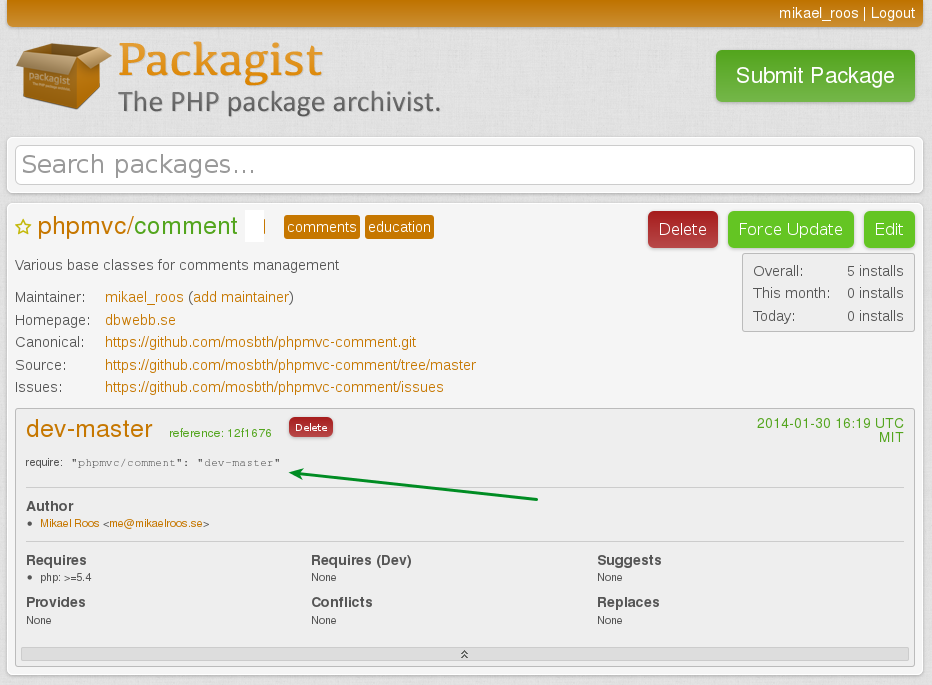 mikael_roos | Logout
packagist
The PHP package archivist
Packagist
The PHP package archivist.
Submit Package
Search packages...
phpmvc/comment comments education
Delete Force Update Edit
Various base classes for comments management
Overall: 5 installs
This month: 0 installs
Today: 0 installs
Maintainer: mikael_roos (add maintainer)
Homepage: dbwebb.se
Canonical: https://github.com/mosbth/phpmvc-comment.git
Source: https://github.com/mosbth/phpmvc-comment/tree/master
Issues: https://github.com/mosbth/phpmvc-comment/issues
dev-master reference: 12f1676 Delete 2014-01-30 16:19 UTC
MIT
require: "phpmvc/comment": "dev-master"
Author
• Mikael Roos <me@mikaelroos.se>
Requires Requires (Dev) Suggests
• php: >=5.4 None None
Provides Conflicts Replaces
None None None